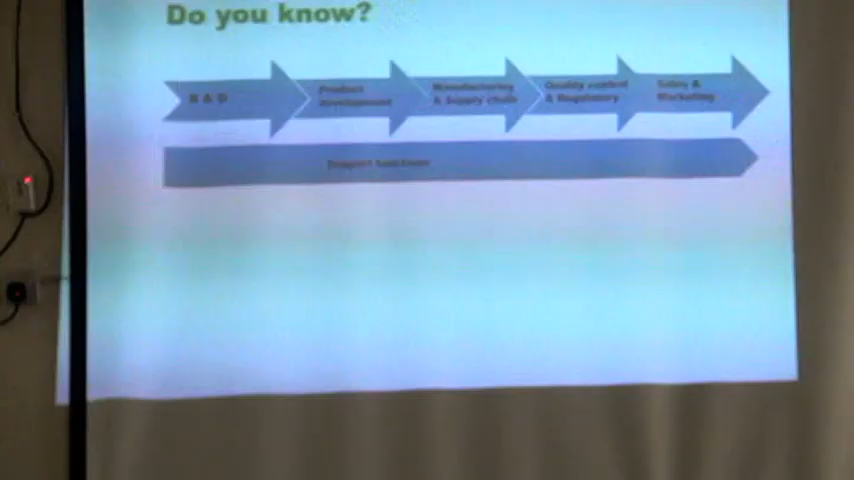 Do you know?
R & D
Product
development
Manufacturing
& Supply chain
Quality control
& Regulatory
Sales &
Marketing
Support functions